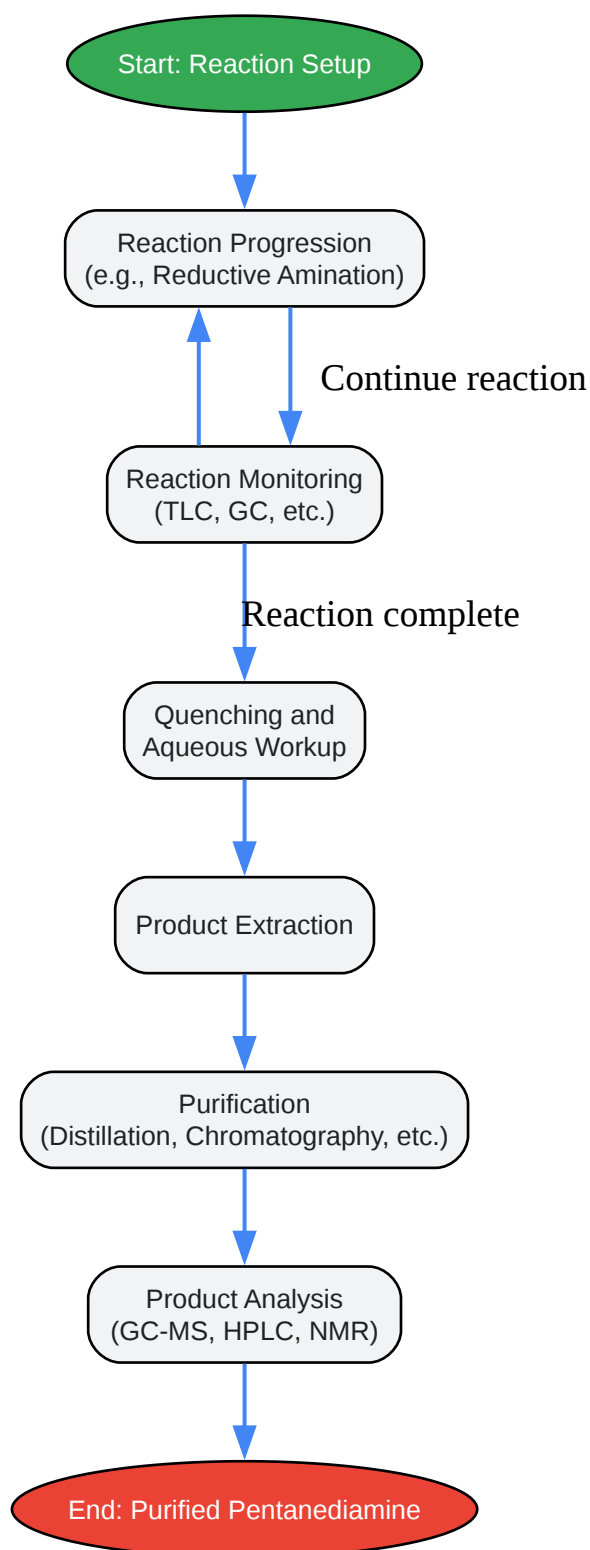 Start: Reaction Setup
Reaction Progression
(e.g., Reductive Amination)
Continue reaction
Reaction Monitoring
(TLC, GC, etc.)
Reaction complete
Quenching and
Aqueous Workup
Product Extraction
Purification
(Distillation, Chromatography, etc.)
Product Analysis
(GC-MS, HPLC, NMR)
End: Purified Pentanediamine